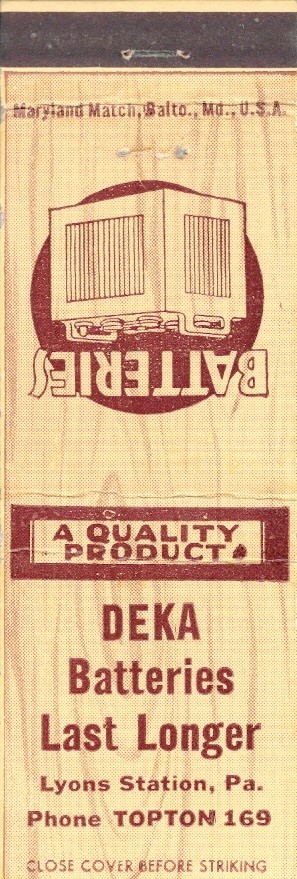 Maryland Match, Balto., Md., U.S.A.
BATTERIES
A QUALITY
PRODUCT
DEKA
Batteries
Last Longer
Lyons Station, Pa.
Phone TOPTON 169
CLOSE COVER BEFORE STRIKING